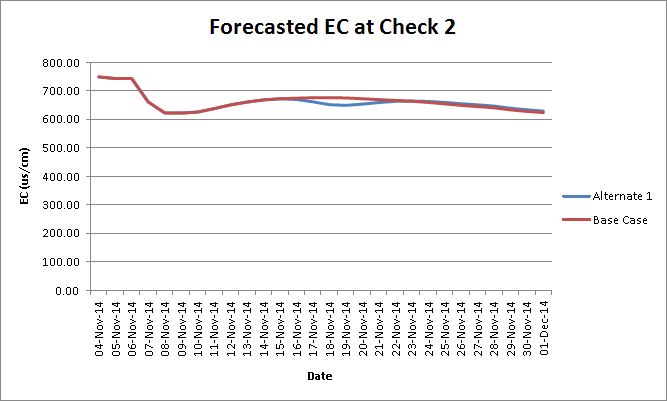 Forecasted EC at Check 2
800.00
700.00
600.00
500.00
400.00
300.00
200.00
100.00
0.00
EC (us/cm)
04-Nov-14
05-Nov-14
06-Nov-14
07-Nov-14
08-Nov-14
09-Nov-14
10-Nov-14
11-Nov-14
12-Nov-14
13-Nov-14
14-Nov-14
15-Nov-14
16-Nov-14
17-Nov-14
18-Nov-14
19-Nov-14
20-Nov-14
21-Nov-14
22-Nov-14
23-Nov-14
24-Nov-14
25-Nov-14
26-Nov-14
27-Nov-14
28-Nov-14
29-Nov-14
30-Nov-14
01-Dec-14
Date
Alternate 1
Base Case